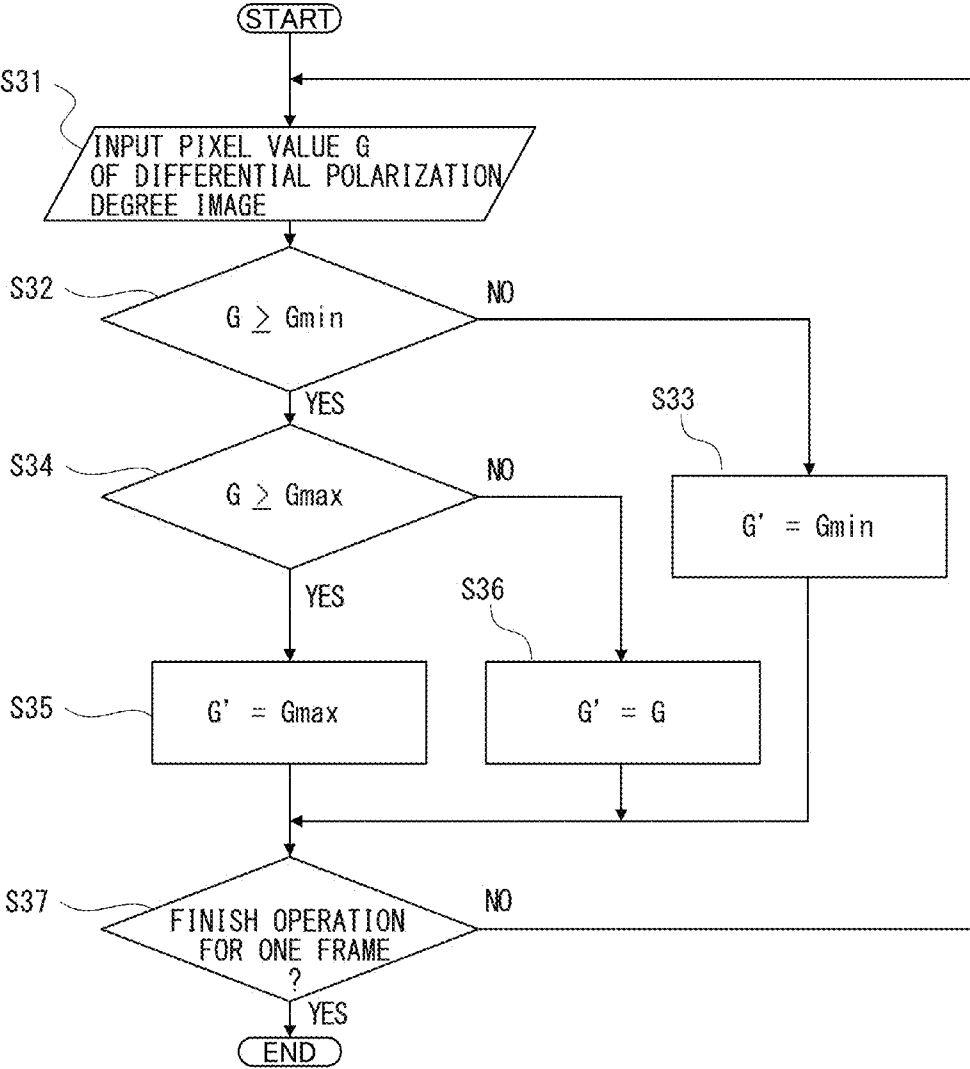 START
S31
INPUT PIXEL VALUE G
OF DIFFERENTIAL POLARIZATION
DEGREE IMAGE
S32
G ≥ Gmin
NO
YES
S33
G' = Gmin
S34
G ≥ Gmax
NO
YES
S36
S35
G' = Gmax
G' = G
S37
FINISH OPERATION
FOR ONE FRAME
?
NO
YES
END